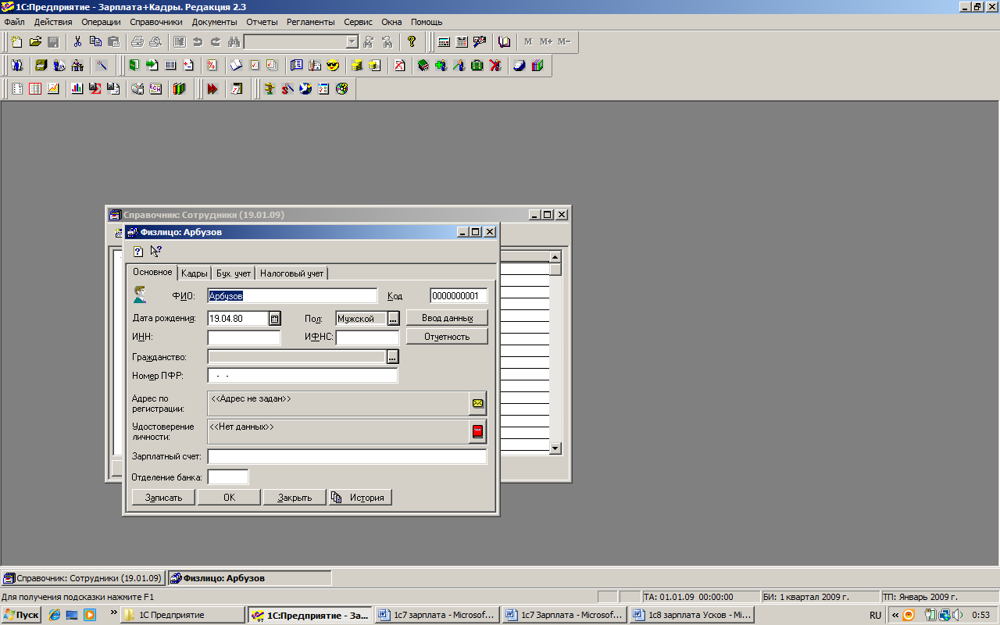 1С:Предприятие - Зарплата+Кадры. Редакция 2.3
Файл Действия Операции Справочники Документы Отчеты Регламенты Сервис Окна Помощь
M M+ M−
Справочник: Сотрудники (19.01.09)
Физлицо: Арбузов
Основное Кадры Бух. учет Налоговый учет
ФИО: Арбузов Код 0000000001
Дата рождения: 19.04.80 Пол: Мужской ... Ввод данных
ИНН: ИФНС: Отчетность
Гражданство: ...
Номер ПФР: - -
Адрес по регистрации: <<Адрес не задан>>
Удостоверение личности: <<Нет данных>>
Зарплатный счет:
Отделение банка:
Записать OK Закрыть История
Справочник: Сотрудники (19.01.09) Физлицо: Арбузов
Для получения подсказки нажмите F1 TA: 01.01.09 00:00:00 БИ: 1 квартал 2009 г. ТП: Январь 2009 г.
Пуск » 1С Предприятие 1С:Предприятие - За... 1с7 зарплата - Microsof... 1с7 Зарплата - Microsof... 1с8 зарплата Усков - Mi... RU « 0:53